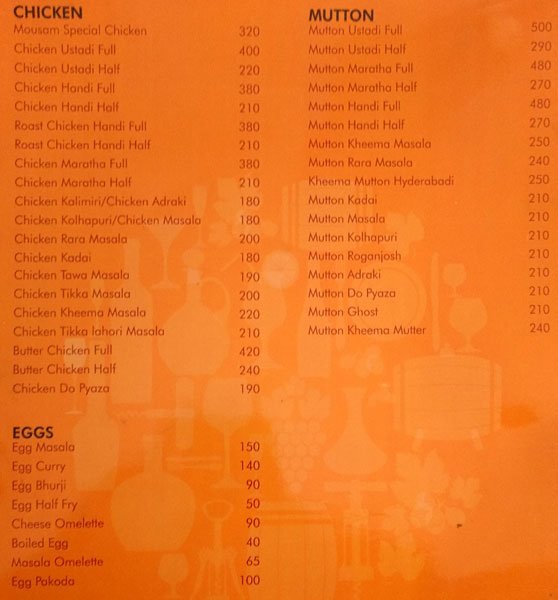 CHICKEN
Mousam Special Chicken 320
Chicken Ustadi Full 400
Chicken Ustadi Half 220
Chicken Handi Full 380
Chicken Handi Half 210
Roast Chicken Handi Full 380
Roast Chicken Handi Half 210
Chicken Maratha Full 380
Chicken Maratha Half 210
Chicken Kalimiri/Chicken Adraki 180
Chicken Kolhapuri/Chicken Masala 180
Chicken Rara Masala 200
Chicken Kadai 180
Chicken Tawa Masala 190
Chicken Tikka Masala 200
Chicken Kheema Masala 220
Chicken Tikka lahori Masala 210
Butter Chicken Full 420
Butter Chicken Half 240
Chicken Do Pyaza 190
EGGS
Egg Masala 150
Egg Curry 140
Egg Bhurji 90
Egg Half Fry 50
Cheese Omelette 90
Boiled Egg 40
Masala Omelette 65
Egg Pakoda 100
MUTTON
Mutton Ustadi Full 500
Mutton Ustadi Half 290
Mutton Maratha Full 480
Mutton Maratha Half 270
Mutton Handi Full 480
Mutton Handi Half 270
Mutton Kheema Masala 250
Mutton Rara Masala 240
Kheema Mutton Hyderabadi 250
Mutton Kadai 210
Mutton Masala 210
Mutton Kolhapuri 210
Mutton Roganjosh 210
Mutton Adraki 210
Mutton Do Pyaza 210
Mutton Ghost 210
Mutton Kheema Mutter 240